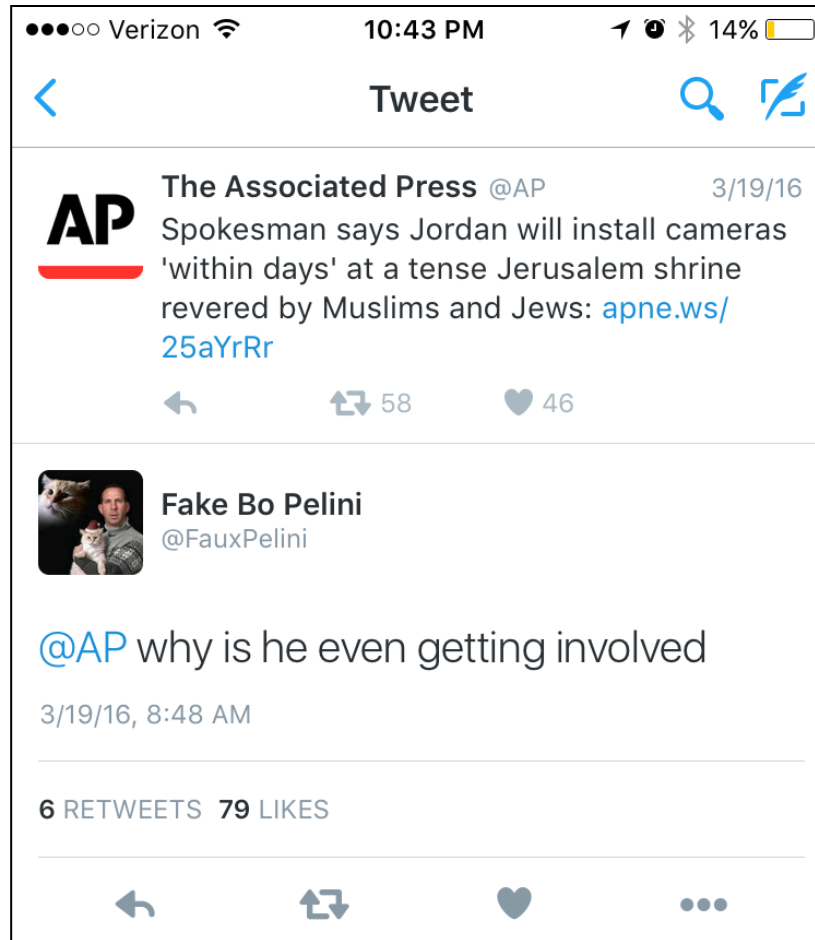 Verizon 10:43 PM 14%
Tweet
The Associated Press @AP 3/19/16
AP
Spokesman says Jordan will install cameras
'within days' at a tense Jerusalem shrine
revered by Muslims and Jews: apne.ws/
25aYrRr
58 46
Fake Bo Pelini
@FauxPelini
@AP why is he even getting involved
3/19/16, 8:48 AM
6 RETWEETS 79 LIKES